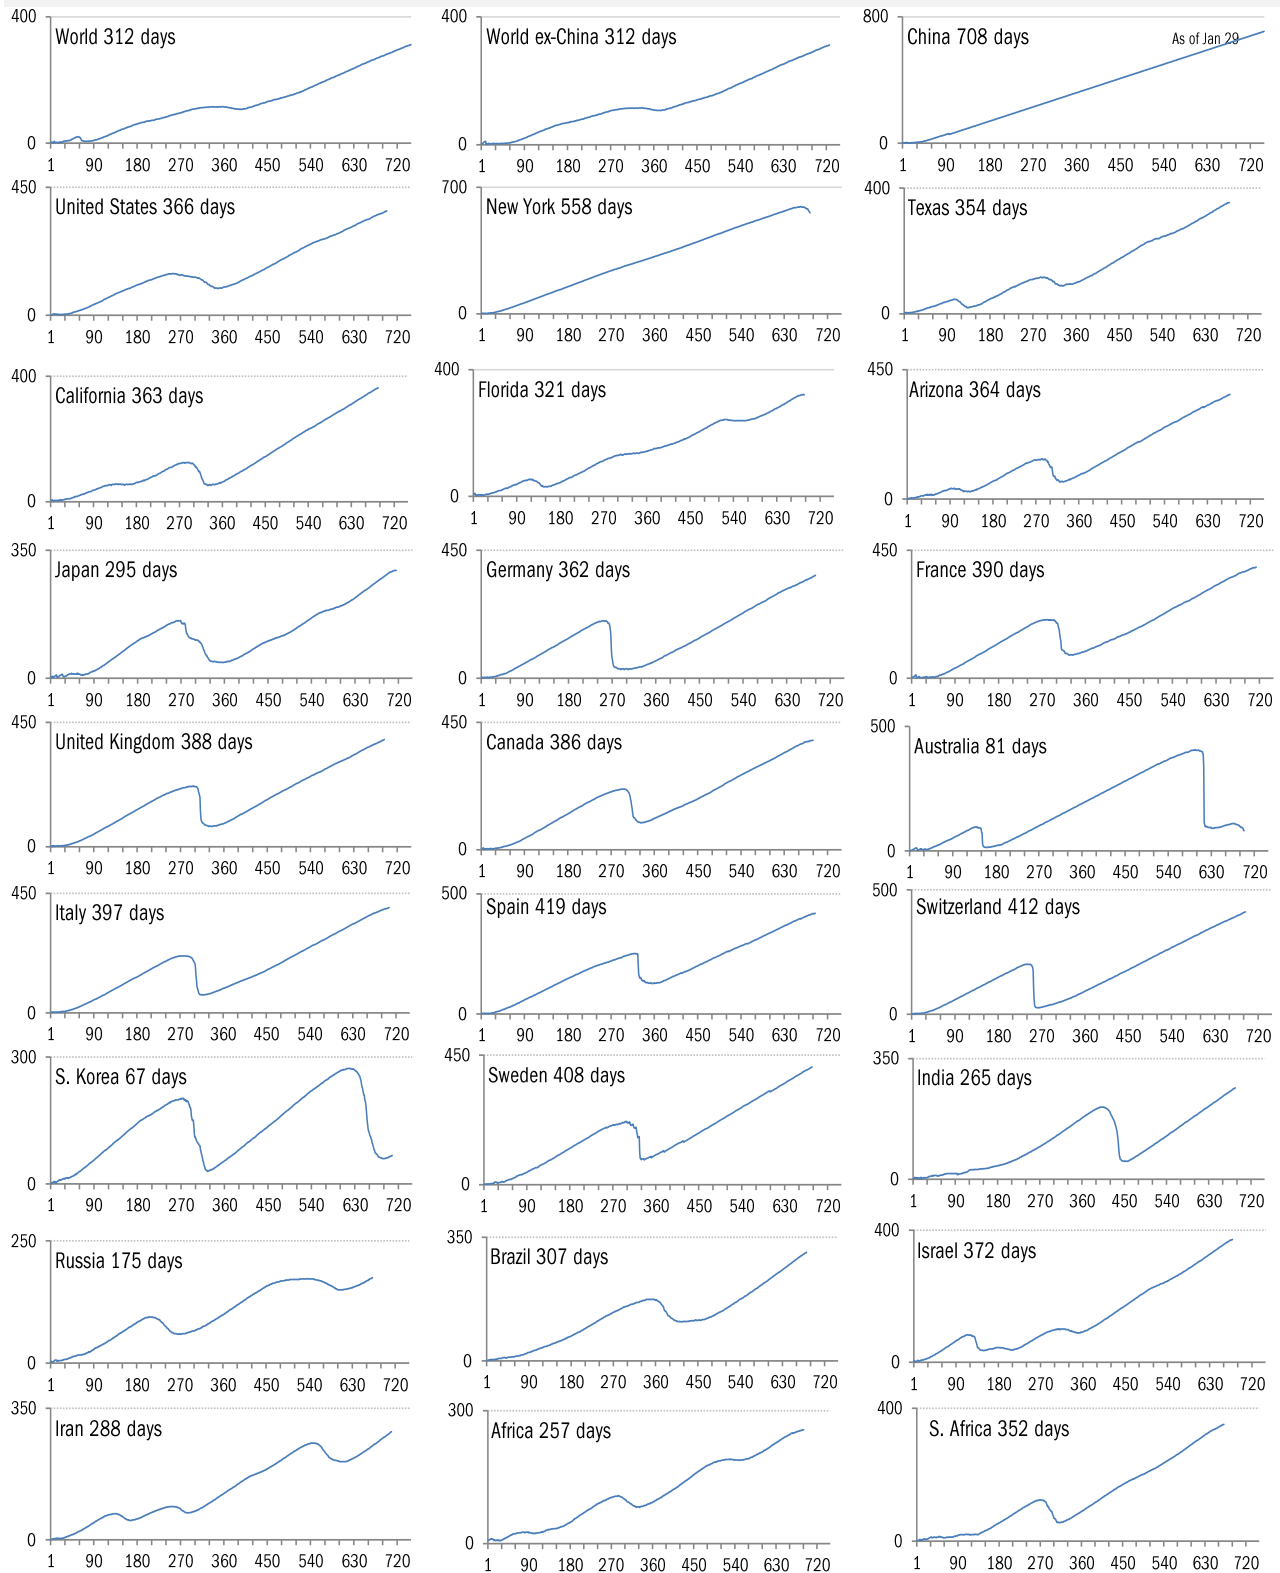 400 World 312 days
0
1 90 180 270 360 450 540 630 720
400 World ex-China 312 days
0
1 90 180 270 360 450 540 630 720
800 China 708 days As of Jan 29
0
1 90 180 270 360 450 540 630 720
450 United States 366 days
0
1 90 180 270 360 450 540 630 720
700 New York 558 days
0
1 90 180 270 360 450 540 630 720
400 Texas 354 days
0
1 90 180 270 360 450 540 630 720
400 California 363 days
0
1 90 180 270 360 450 540 630 720
400 Florida 321 days
0
1 90 180 270 360 450 540 630 720
450 Arizona 364 days
0
1 90 180 270 360 450 540 630 720
350 Japan 295 days
0
1 90 180 270 360 450 540 630 720
450 Germany 362 days
0
1 90 180 270 360 450 540 630 720
450 France 390 days
0
1 90 180 270 360 450 540 630 720
450 United Kingdom 388 days
0
1 90 180 270 360 450 540 630 720
450 Canada 386 days
0
1 90 180 270 360 450 540 630 720
500 Australia 81 days
0
1 90 180 270 360 450 540 630 720
450 Italy 397 days
0
1 90 180 270 360 450 540 630 720
500 Spain 419 days
0
1 90 180 270 360 450 540 630 720
500 Switzerland 412 days
0
1 90 180 270 360 450 540 630 720
300 S. Korea 67 days
0
1 90 180 270 360 450 540 630 720
450 Sweden 408 days
0
1 90 180 270 360 450 540 630 720
350 India 265 days
0
1 90 180 270 360 450 540 630 720
250 Russia 175 days
0
1 90 180 270 360 450 540 630 720
350 Brazil 307 days
0
1 90 180 270 360 450 540 630 720
400 Israel 372 days
0
1 90 180 270 360 450 540 630 720
350 Iran 288 days
0
1 90 180 270 360 450 540 630 720
300 Africa 257 days
0
1 90 180 270 360 450 540 630 720
400 S. Africa 352 days
0
1 90 180 270 360 450 540 630 720